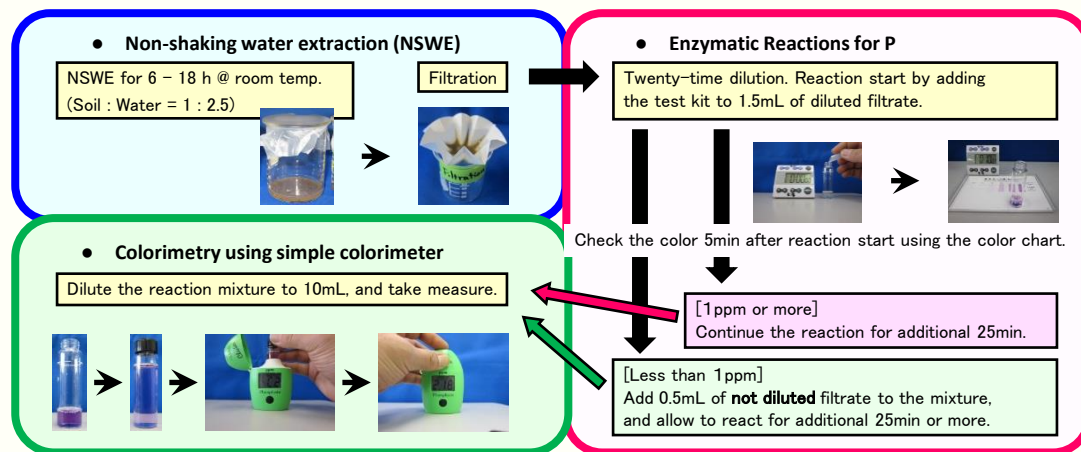 ● Non-shaking water extraction (NSWE)
NSWE for 6 – 18 h @ room temp.
(Soil : Water = 1 : 2.5)
Filtration
● Enzymatic Reactions for P
Twenty-time dilution. Reaction start by adding
the test kit to 1.5mL of diluted filtrate.
Check the color 5min after reaction start using the color chart.
[1ppm or more]
Continue the reaction for additional 25min.
[Less than 1ppm]
Add 0.5mL of not diluted filtrate to the mixture,
and allow to react for additional 25min or more.
● Colorimetry using simple colorimeter
Dilute the reaction mixture to 10mL, and take measure.
Filtration